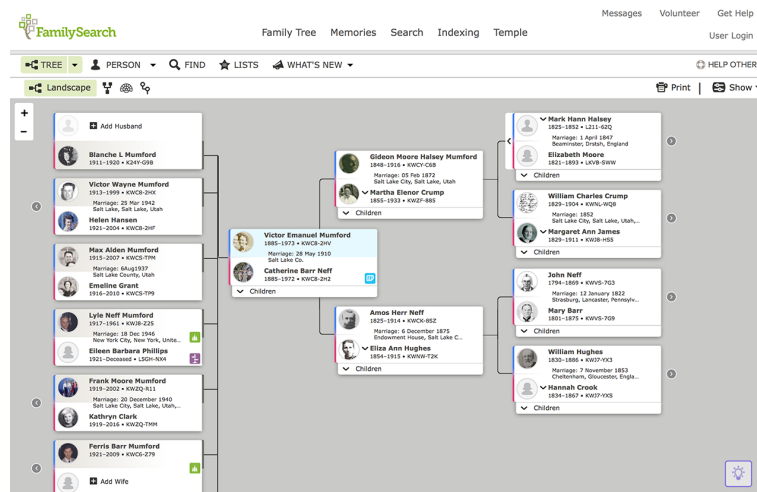 Messages Volunteer Get Help
FamilySearch
Family Tree Memories Search Indexing Temple
User Login
TREE PERSON FIND LISTS WHAT'S NEW HELP OTHER
Landscape Print Show
+
−
Add Husband
Blanche L Mumford
1911–1920 • K24Y-G98
Victor Wayne Mumford
1913–1999 • KWC8-2HX
Marriage: 25 Mar 1942
Salt Lake, Salt Lake, Utah
Helen Hansen
1921–2004 • KWC8-2HF
Max Alden Mumford
1915–2007 • KWCS-TPM
Marriage: 6Aug1937
Salt Lake County, Utah
Emeline Grant
1916–2010 • KWCS-TP9
Lyle Neff Mumford
1917–1961 • KWJ8-Z25
Marriage: 18 Dec 1946
New York City, New York, Unite...
Eileen Barbara Phillips
1921–Deceased • L5GH-NX4
Frank Moore Mumford
1919–2002 • KWZQ-R11
Marriage: 20 December 1940
Salt Lake City, Salt Lake, Utah,...
Kathryn Clark
1919–2016 • KWZQ-TMM
Ferris Barr Mumford
1921–2009 • KWC6-Z79
Add Wife
Victor Emanuel Mumford
1885–1973 • KWC8-2HV
Marriage: 28 May 1910
Salt Lake Co.
Catherine Barr Neff
1885–1972 • KWC8-2H2
Children
Gideon Moore Halsey Mumford
1848–1916 • KWCY-C6B
Marriage: 05 Feb 1872
Salt Lake City, Salt Lake, Utah
Martha Elenor Crump
1855–1933 • KWZF-885
Children
Amos Herr Neff
1825–1914 • KWCK-85Z
Marriage: 6 December 1875
Endowment House, Salt Lake C...
Eliza Ann Hughes
1854–1915 • KWNW-T2K
Children
Mark Hann Halsey
1825–1852 • L211-62Q
Marriage: 1 April 1847
Beaminster, Drstsh, England
Elizabeth Moore
1821–1893 • LKVB-SWW
Children
William Charles Crump
1829–1904 • KWNL-WQB
Marriage: 1852
Salt Lake City, Salt Lake, Utah,...
Margaret Ann James
1829–1911 • KWJ8-HSS
Children
John Neff
1794–1869 • KWVS-7G3
Marriage: 12 January 1822
Strasburg, Lancaster, Pennsylv...
Mary Barr
1801–1875 • KWVS-7G9
Children
William Hughes
1830–1886 • KWJ7-YX3
Marriage: 7 November 1853
Cheltenham, Gloucester, Engla...
Hannah Crook
1834–1867 • KWJ7-YXS
Children